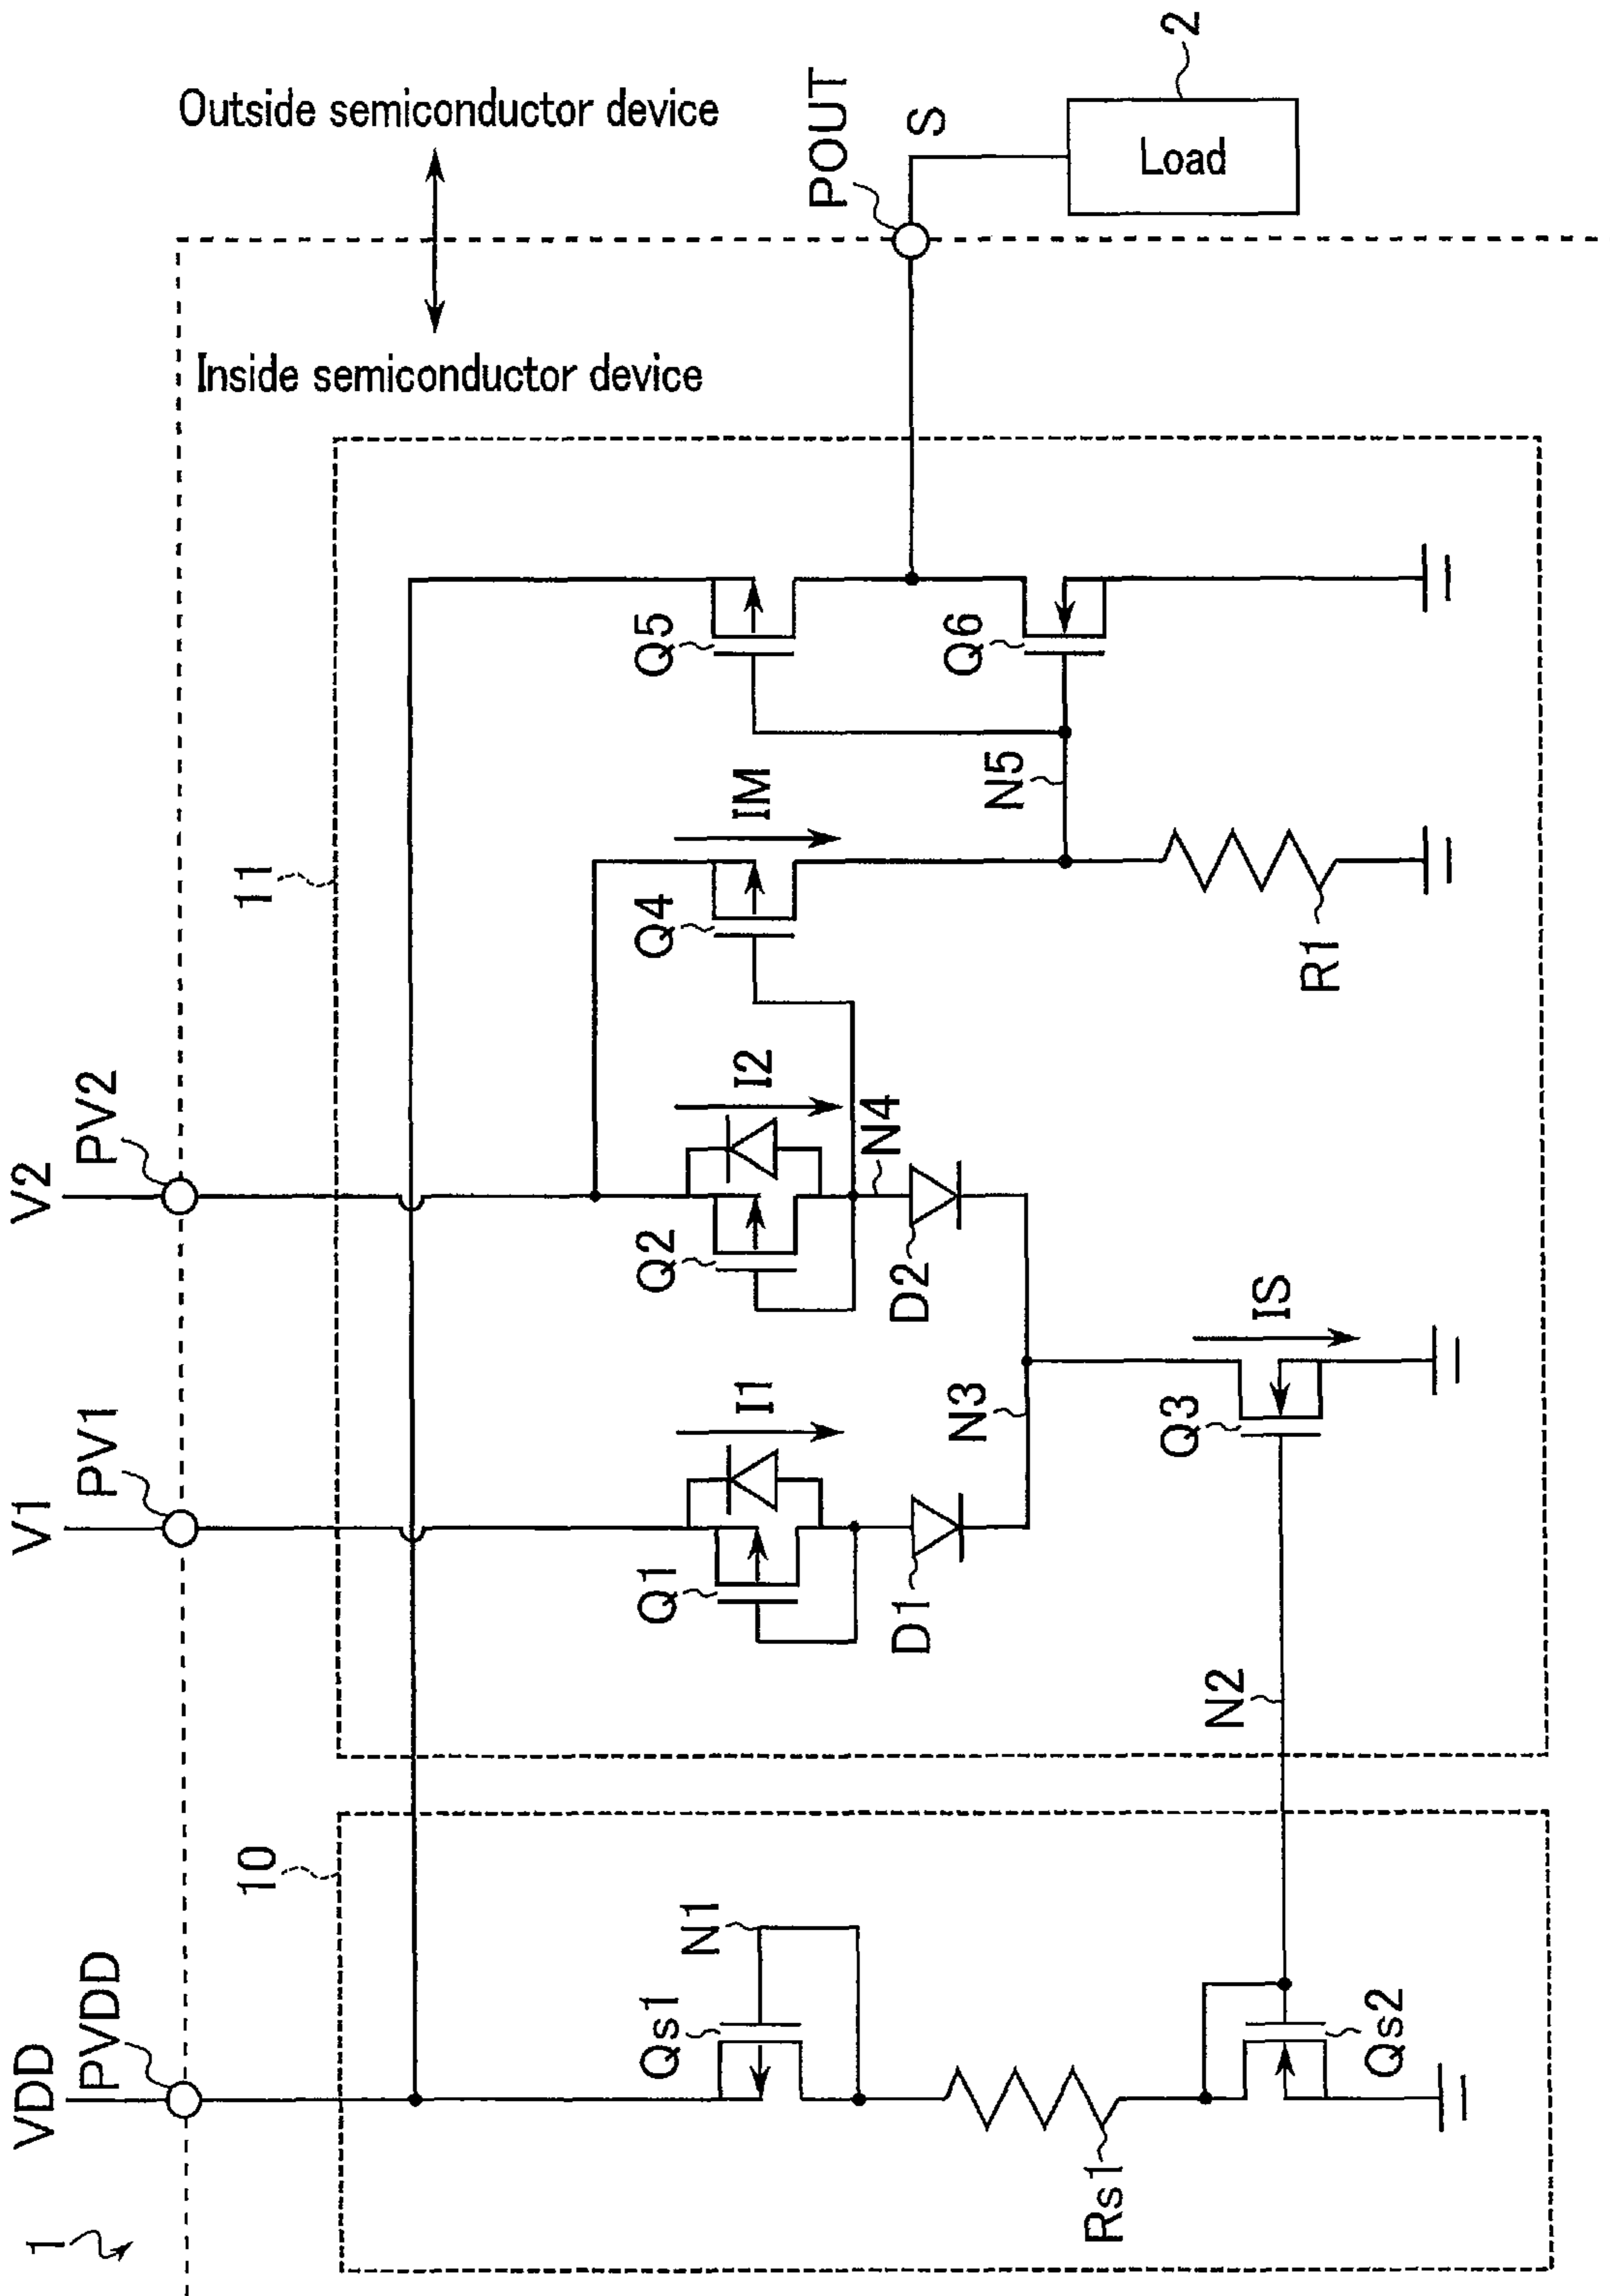 1
VDD
PVDD
V1
PV1
V2
PV2
Outside semiconductor device
Inside semiconductor device
10
11
Qs1
N1
Rs1
Qs2
N2
Q1
I1
D1
Q2
I2
N4
D2
N3
Q3
IS
Q4
IM
N5
R1
Q5
Q6
POUT
S
Load
2